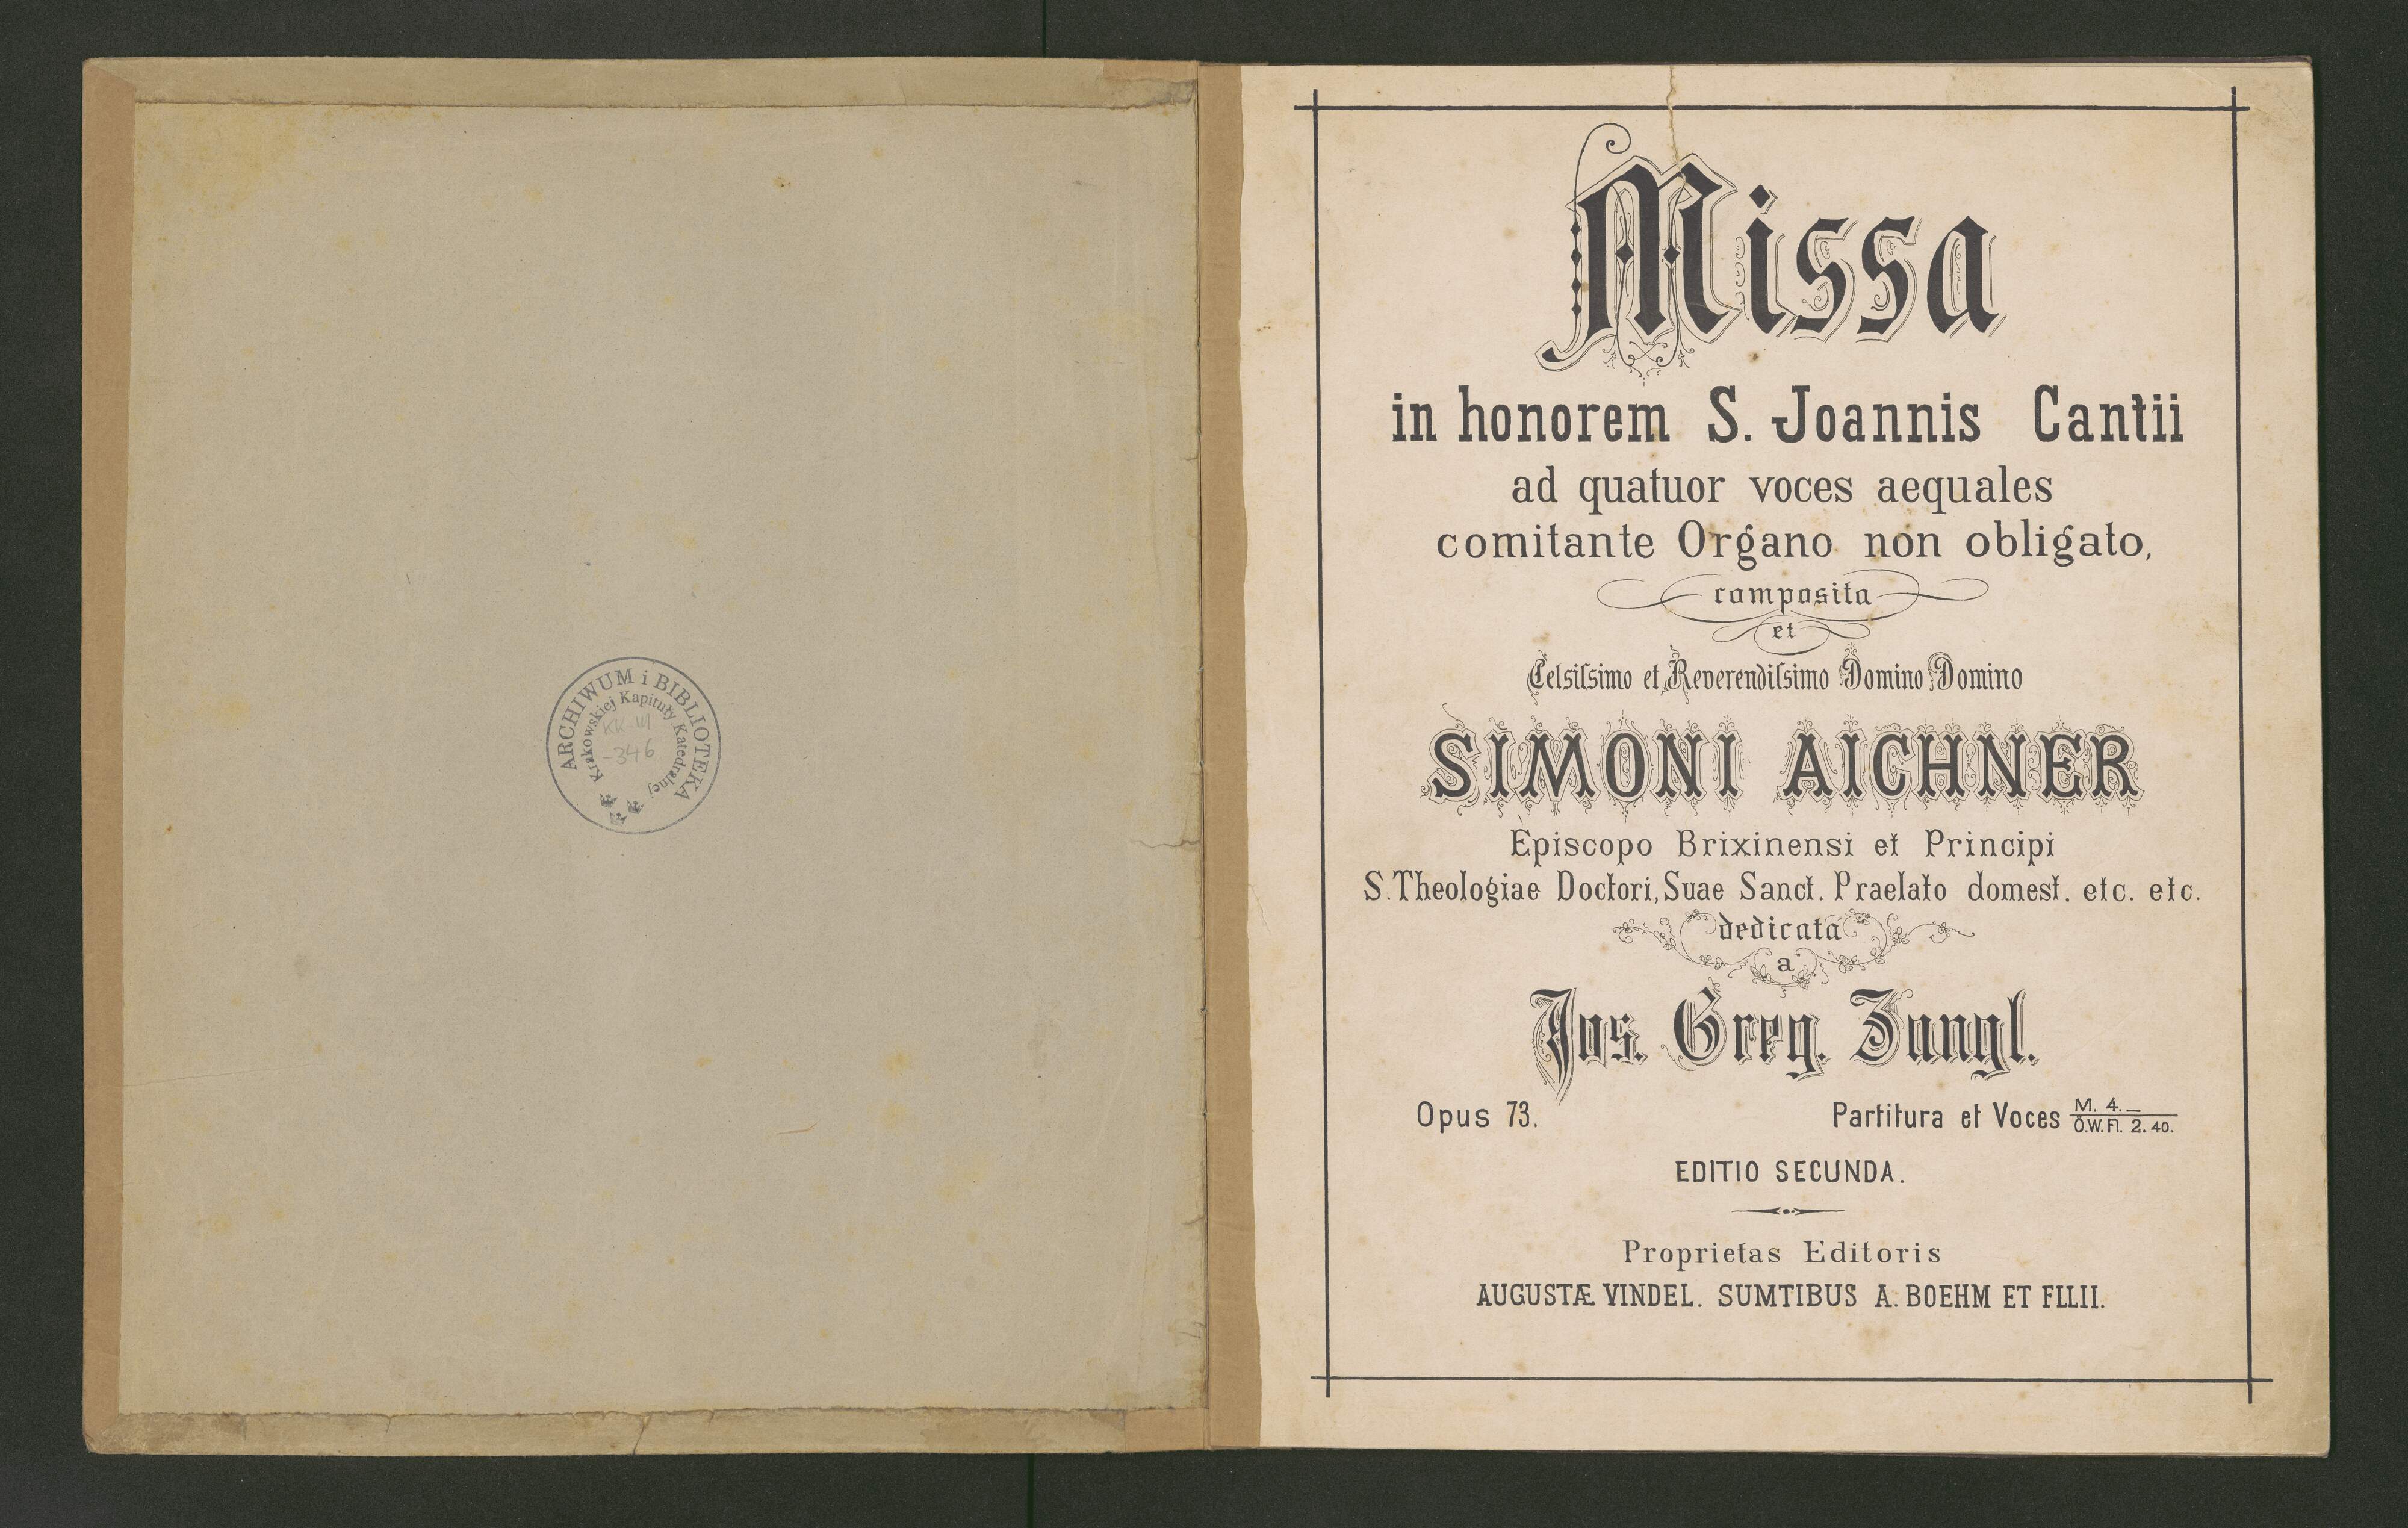 ARCHIWUM i BIBLIOTEKA
Krakowskiej Kapituły Katedralnej
KK III
-346
Missa
in honorem S. Joannis Cantii
ad quatuor voces aequales
comitante Organo non obligato,
composita
et
Celsiſsimo et Reverendiſsimo Domino Domino
SIMONI AICHNER
Episcopo Brixinensi et Principi
S. Theologiae Doctori, Suae Sanct. Praelato domest. etc. etc.
dedicata
a
Jos. Greg. Zangl.
Opus 73.
Partitura et Voces M. 4. —
Ö.W.Fl. 2. 40.
EDITIO SECUNDA.
Proprietas Editoris
AUGUSTÆ VINDEL. SUMTIBUS A. BOEHM ET FLLII.